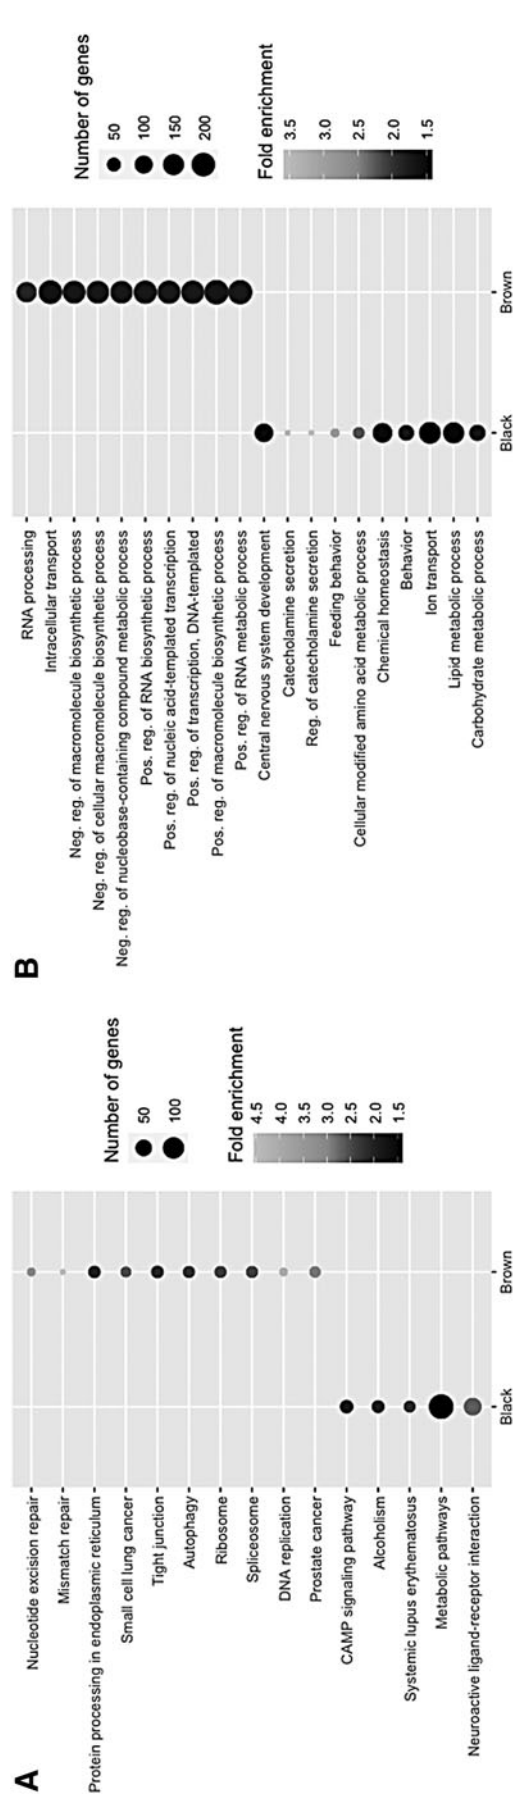 A
Nucleotide excision repair
Mismatch repair
Protein processing in endoplasmic reticulum
Small cell lung cancer
Tight junction
Autophagy
Ribosome
Spliceosome
DNA replication
Prostate cancer
CAMP signaling pathway
Alcoholism
Systemic lupus erythematosus
Metabolic pathways
Neuroactive ligand-receptor interaction
Black
Brown
Number of genes
50
100
Fold enrichment
4.5
4.0
3.5
3.0
2.5
2.0
1.5
B
RNA processing
Intracellular transport
Neg. reg. of macromolecule biosynthetic process
Neg. reg. of cellular macromolecule biosynthetic process
Neg. reg. of nucleobase-containing compound metabolic process
Pos. reg. of RNA biosynthetic process
Pos. reg. of nucleic acid-templated transcription
Pos. reg. of transcription, DNA-templated
Pos. reg. of macromolecule biosynthetic process
Pos. reg. of RNA metabolic process
Central nervous system development
Catecholamine secretion
Reg. of catecholamine secretion
Feeding behavior
Cellular modified amino acid metabolic process
Chemical homeostasis
Behavior
Ion transport
Lipid metabolic process
Carbohydrate metabolic process
Black
Brown
Number of genes
50
100
150
200
Fold enrichment
3.5
3.0
2.5
2.0
1.5